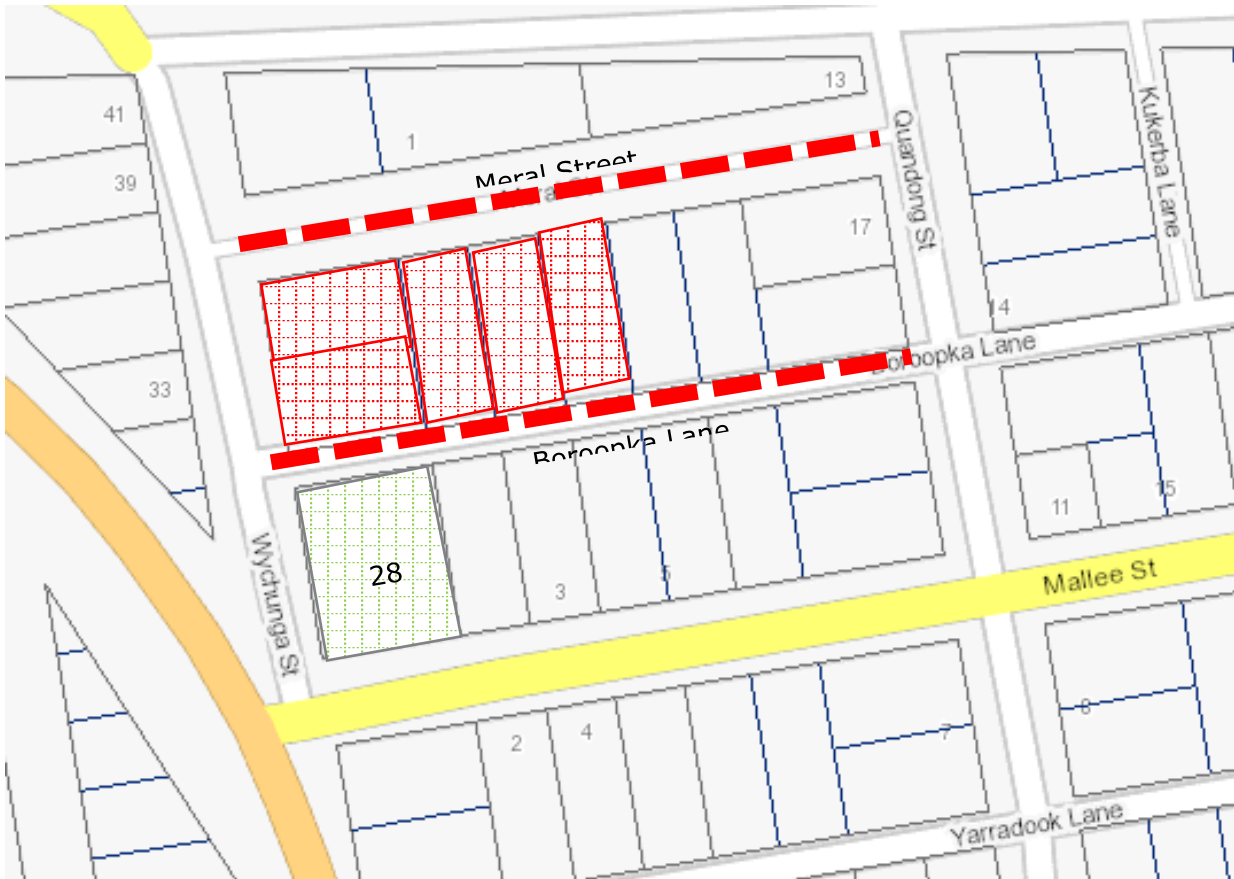 41
13
1
Kukerba Lane
Quandong St
39
Meral Street
17
14
Boroopka Lane
33
Boroopka Lane
Wychunga St
28
3
5
11
15
Mallee St
2
4
7
8
Yarradook Lane